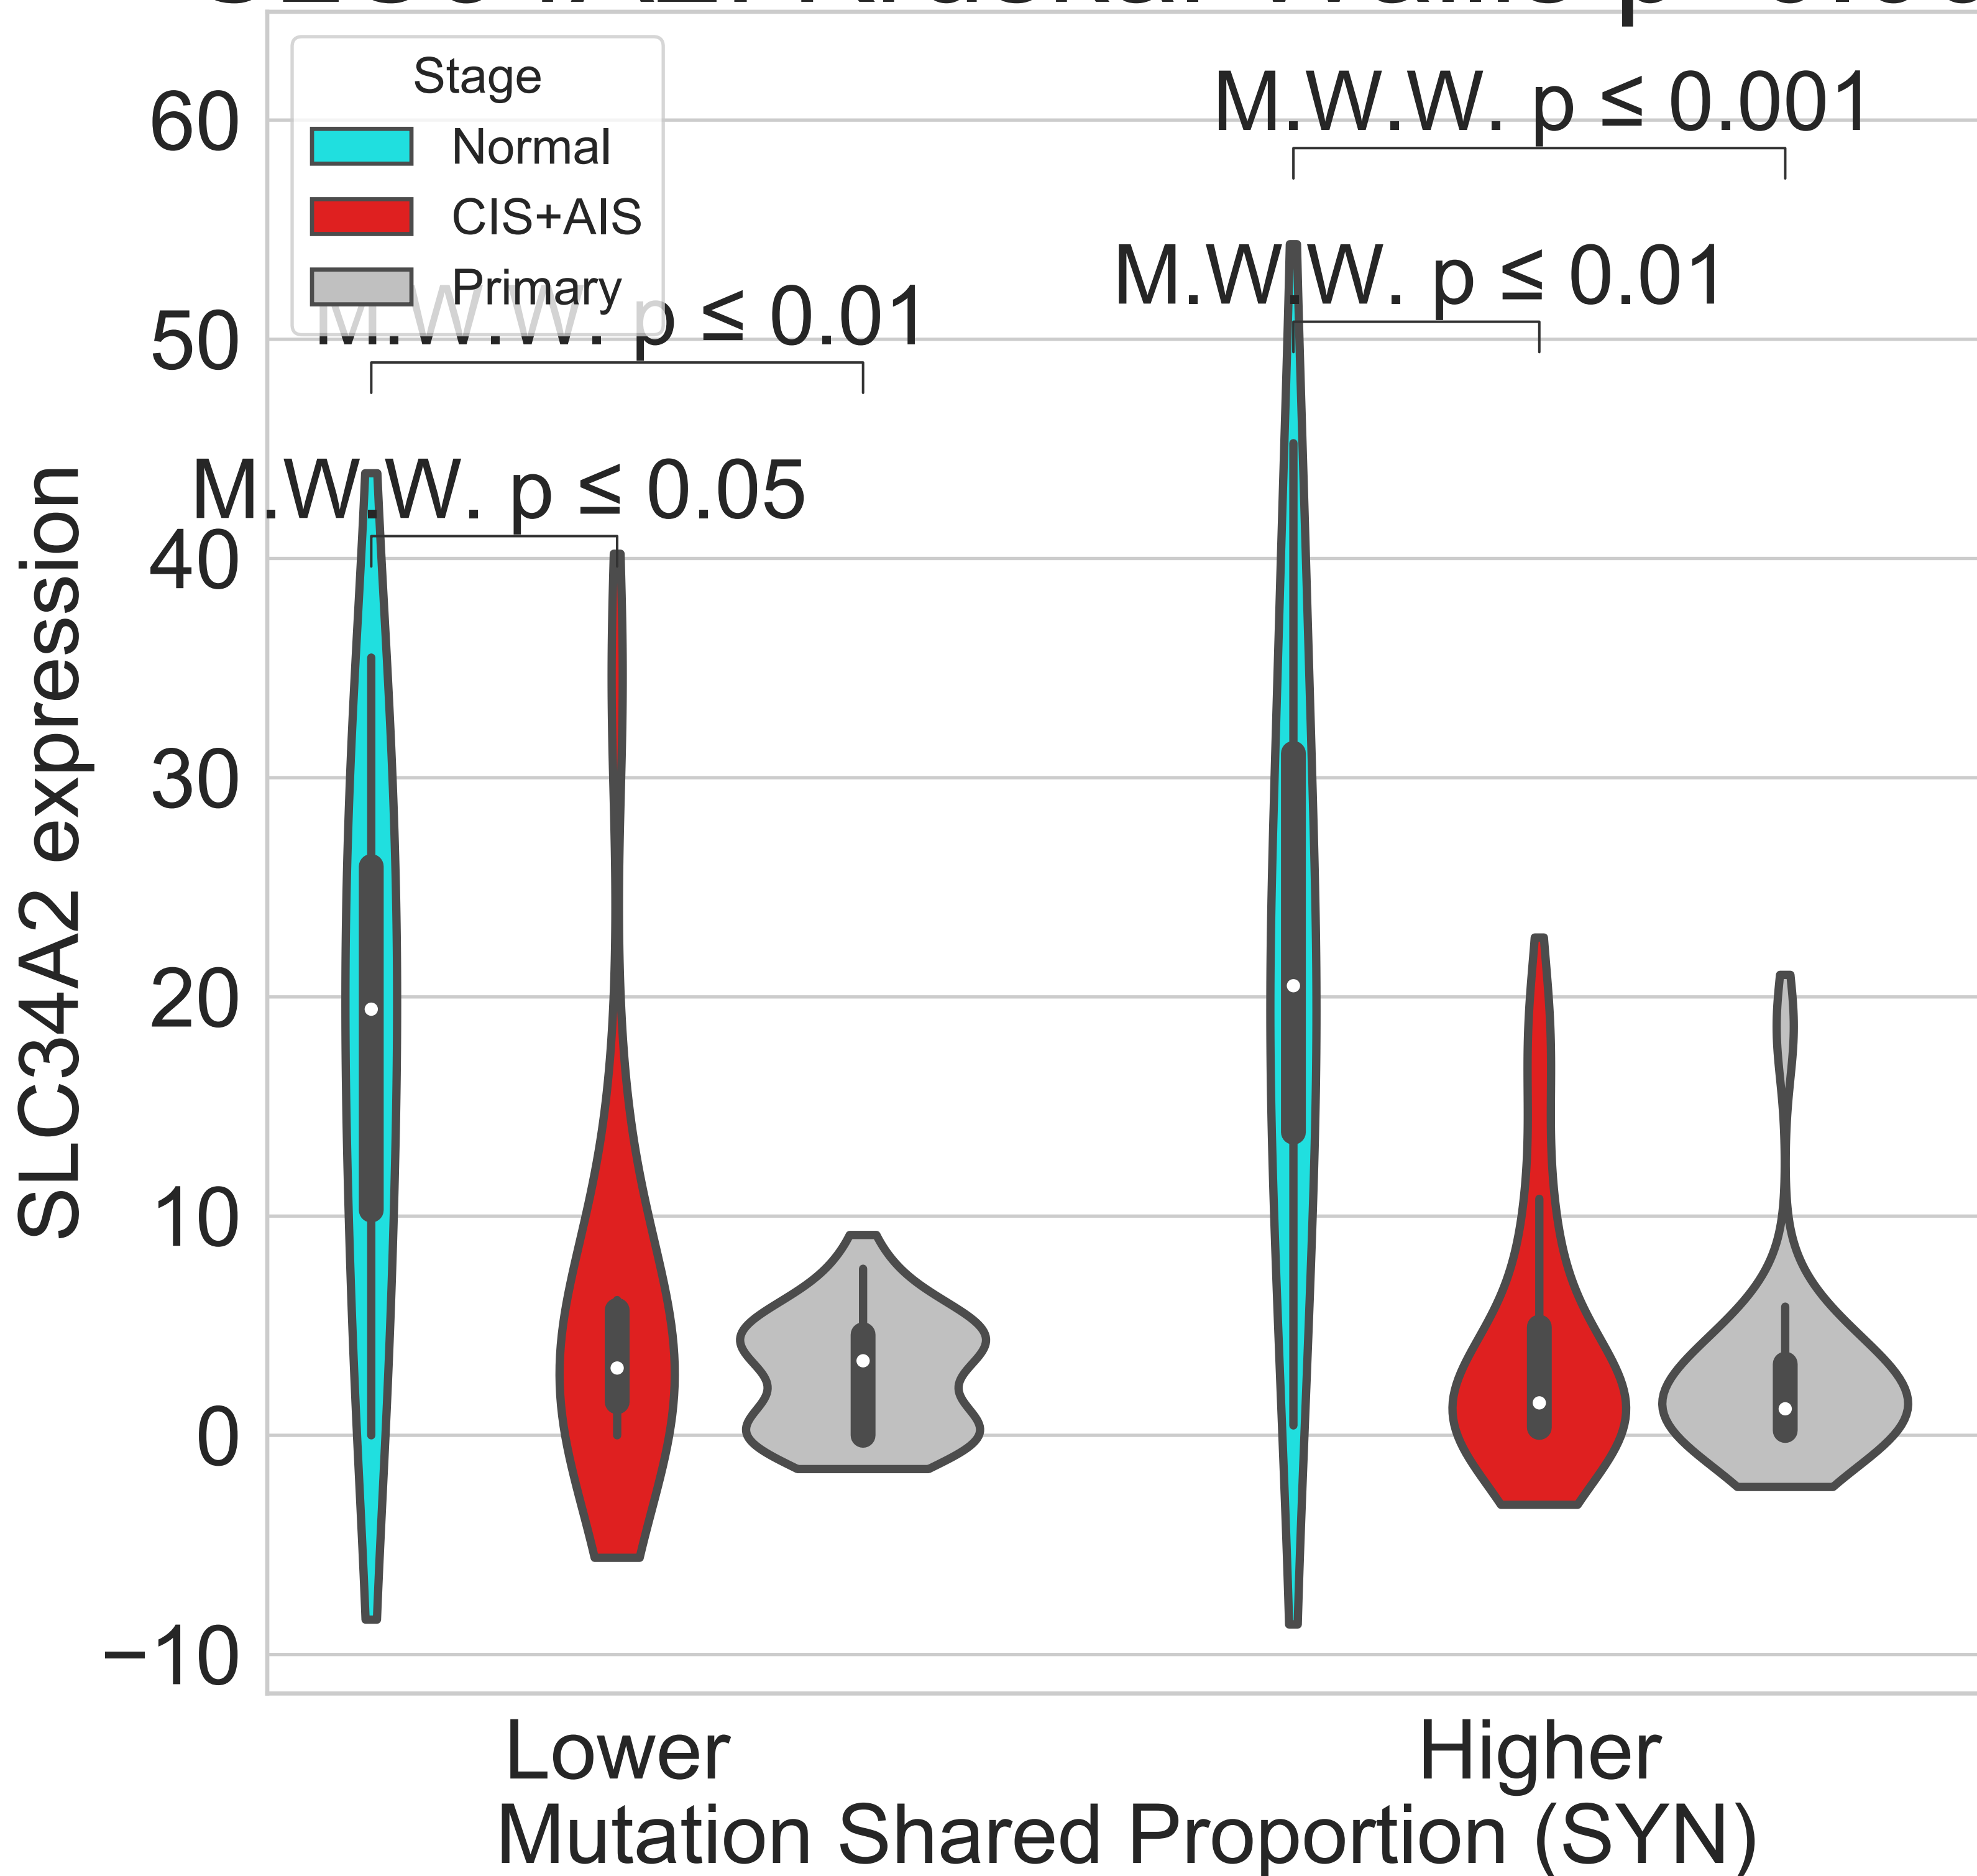 Stage
Normal
CIS+AIS
Primary
M.W.W. p ≤ 0.001
M.W.W. p ≤ 0.01
M.W.W. p ≤ 0.01
M.W.W. p ≤ 0.05
60
50
40
30
20
10
0
−10
SLC34A2 expression
Lower
Higher
Mutation Shared Proportion (SYN)